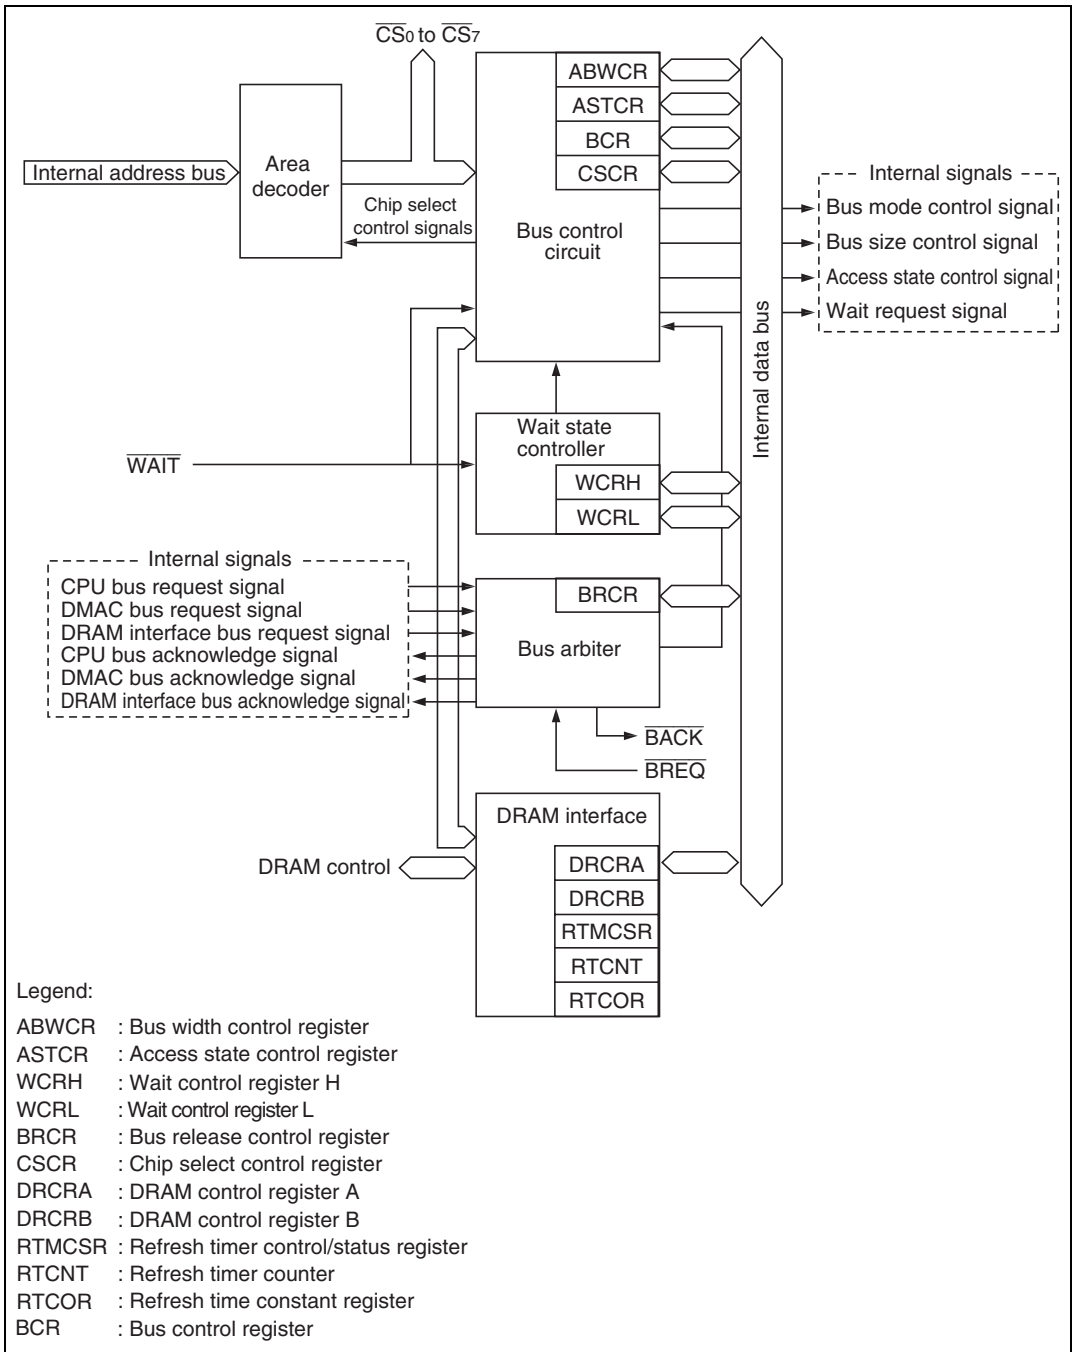 CS0 to CS7
ABWCR
ASTCR
BCR
CSCR
Internal address bus
Area
decoder
Chip select
control signals
Bus control
circuit
Internal signals
Bus mode control signal
Bus size control signal
Access state control signal
Wait request signal
Internal data bus
Wait state
controller
WAIT
WCRH
WCRL
Internal signals
CPU bus request signal
DMAC bus request signal
DRAM interface bus request signal
CPU bus acknowledge signal
DMAC bus acknowledge signal
DRAM interface bus acknowledge signal
BRCR
Bus arbiter
BACK
BREQ
DRAM interface
DRAM control
DRCRA
DRCRB
RTMCSR
RTCNT
RTCOR
Legend:
ABWCR : Bus width control register
ASTCR : Access state control register
WCRH : Wait control register H
WCRL : Wait control register L
BRCR : Bus release control register
CSCR : Chip select control register
DRCRA : DRAM control register A
DRCRB : DRAM control register B
RTMCSR : Refresh timer control/status register
RTCNT : Refresh timer counter
RTCOR : Refresh time constant register
BCR : Bus control register